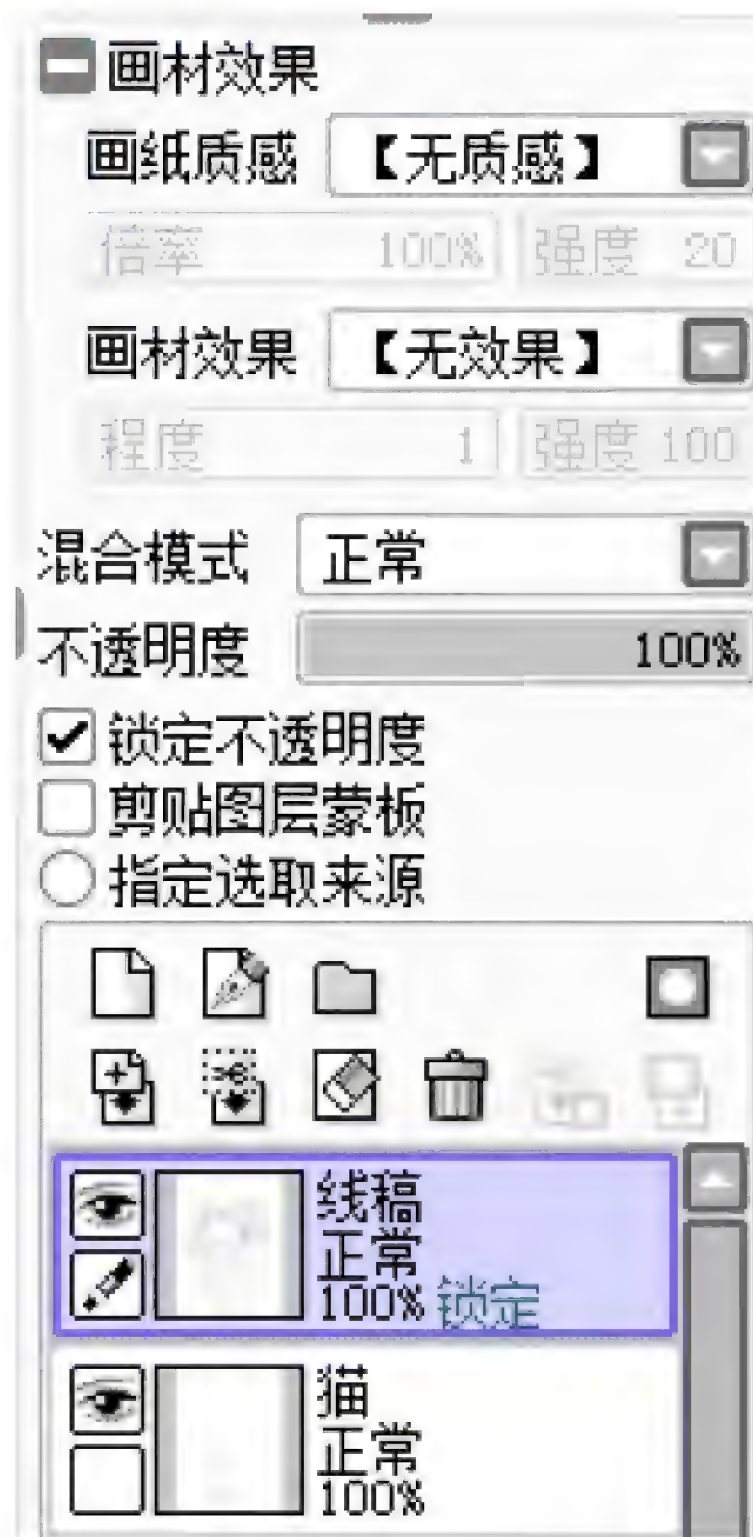 画材效果
画纸质感 【无质感】
倍率 100% 强度 20
画材效果 【无效果】
程度 1 强度 100
混合模式 正常
不透明度 100%
锁定不透明度
剪贴图层蒙板
指定选取来源
线稿
正常
100% 锁定
猫
正常
100%